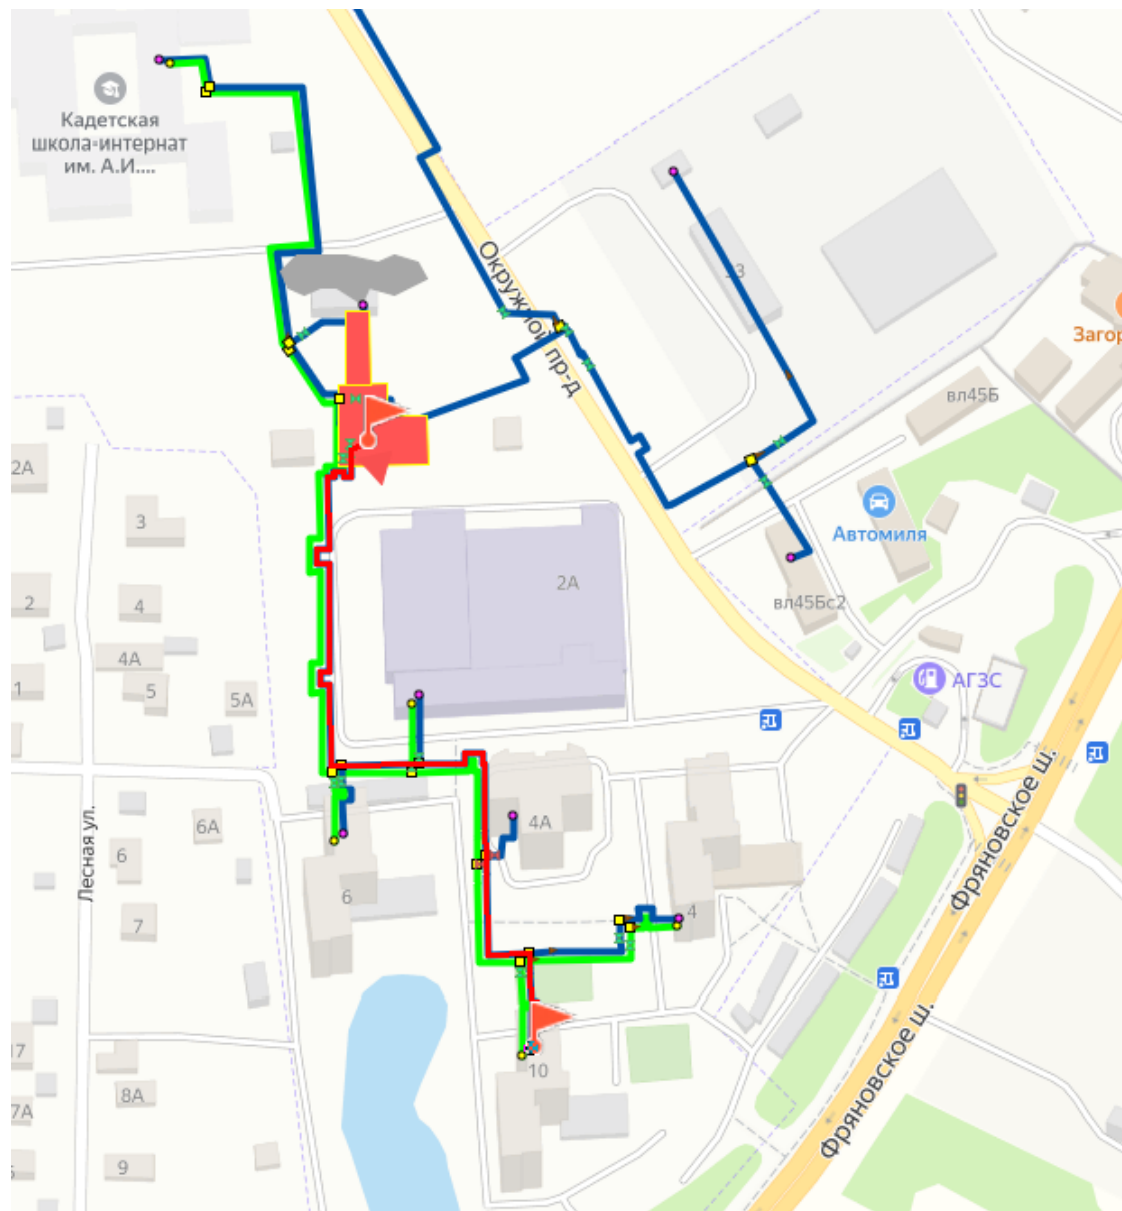 Кадетская
школа-интернат
им. А.И....
Окружной пр-д
Загор
вл45Б
2А
3
Автомиля
2А
2
4
вл45Бс2
4А
1
5
5А
АГЗС
Лесная ул.
6А
4А
6
6
Фряновское ш.
7
4
17
10
8А
7А
Фряновское ш.
9